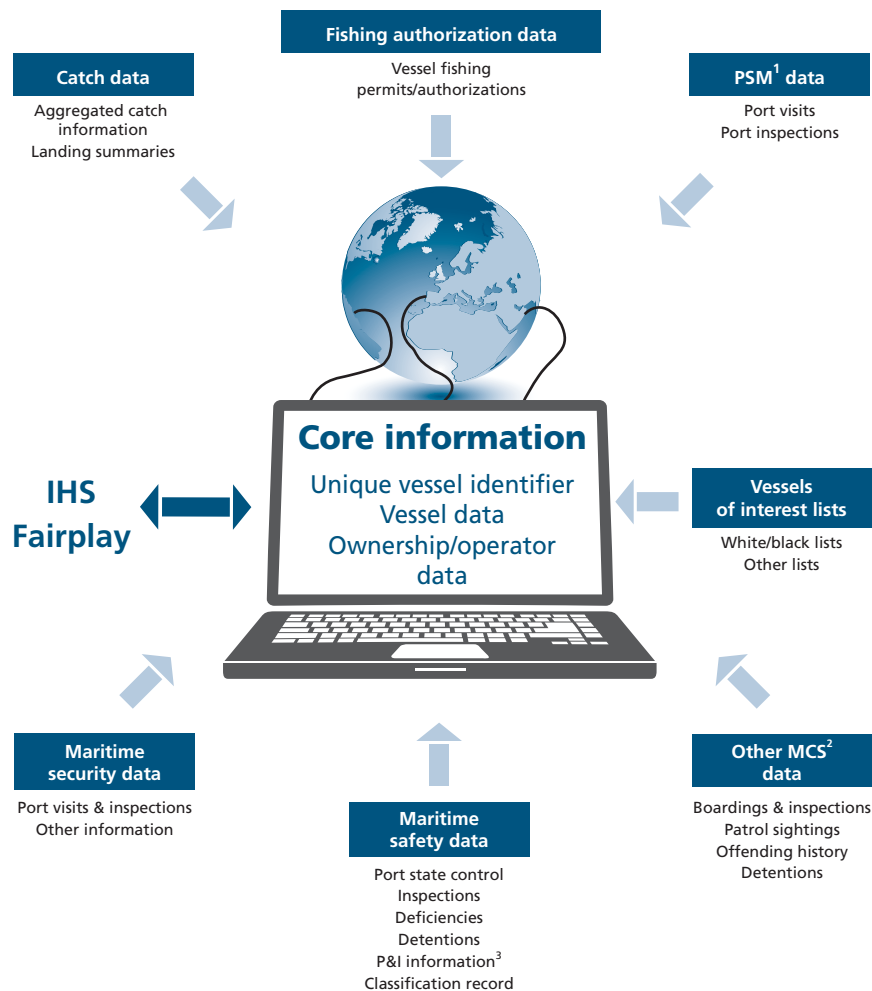 Fishing authorization data
Vessel fishing
permits/authorizations
Catch data
Aggregated catch
information
Landing summaries
PSM¹ data
Port visits
Port inspections
Core information
Unique vessel identifier
Vessel data
Ownership/operator
data
IHS
Fairplay
Vessels
of interest lists
White/black lists
Other lists
Maritime
security data
Port visits & inspections
Other information
Maritime
safety data
Port state control
Inspections
Deficiencies
Detentions
P&I information³
Classification record
Other MCS²
data
Boardings & inspections
Patrol sightings
Offending history
Detentions